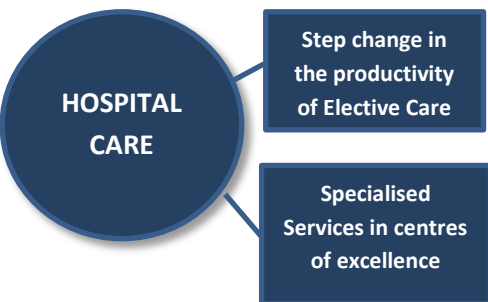 HOSPITAL
CARE
Step change in
the productivity
of Elective Care
Specialised
Services in centres
of excellence